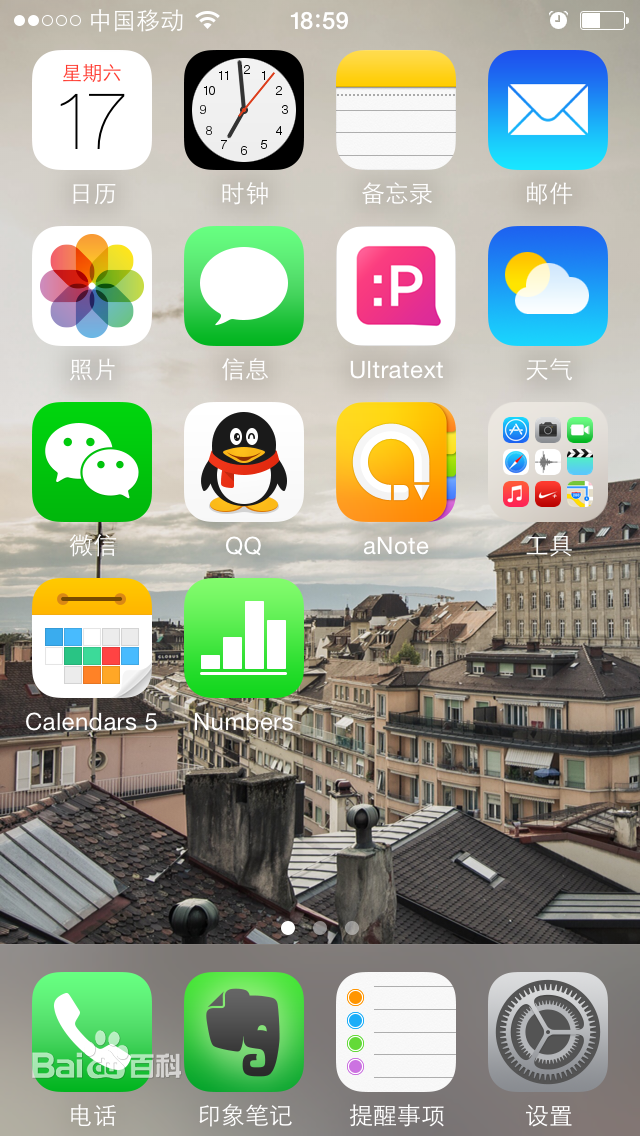 中国移动 18:59
星期六
17
11 12 1
10 2
9 3
8 4
7 6 5
日历 时钟 备忘录 邮件
:P
照片 信息 Ultratext 天气
微信 QQ aNote 工具
GLOBUS
Calendars 5 Numbers
Baidu百科
电话 印象笔记 提醒事项 设置